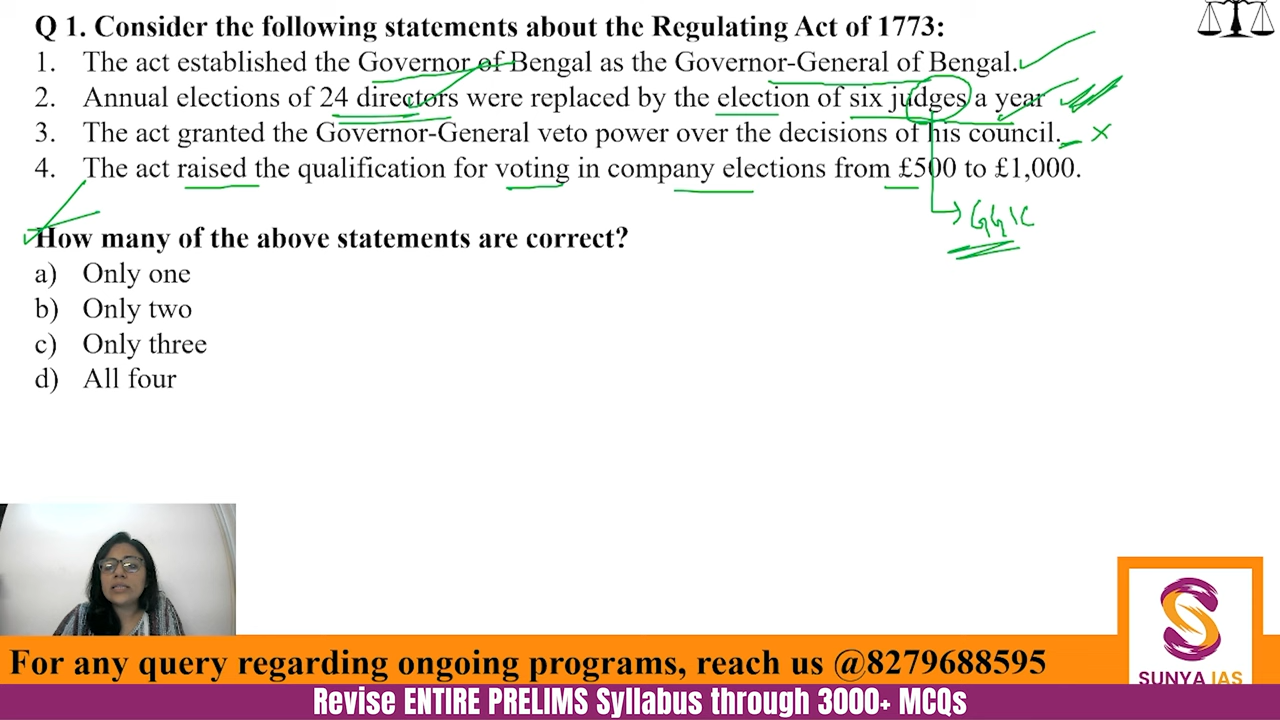 Q 1. Consider the following statements about the Regulating Act of 1773:
1. The act established the Governor of Bengal as the Governor-General of Bengal.
2. Annual elections of 24 directors were replaced by the election of six judges a year
3. The act granted the Governor-General veto power over the decisions of his council.
4. The act raised the qualification for voting in company elections from £500 to £1,000.
How many of the above statements are correct?
a) Only one
b) Only two
c) Only three
d) All four
For any query regarding ongoing programs, reach us @8279688595
SUNYA IAS
Revise ENTIRE PRELIMS Syllabus through 3000+ MCQs